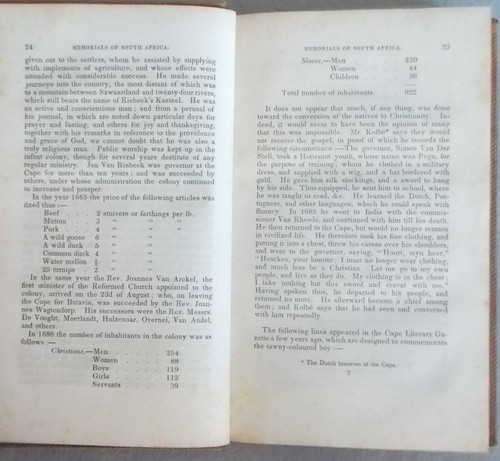 24 MEMORIALS OF SOUTH AFRICA.
given out to the settlers, whom he assisted by supplying
with implements of agriculture, and whose efforts were
attended with considerable success. He made several
journeys into the country, the most distant of which was
to a mountain between Szwartland and twenty-four rivers,
which still bears the name of Riebeek's Kasteel. He was
an active and conscientious man; and from a perusal of
his journal, in which are noted down particular days for
prayer and fasting, and others for joy and thanksgiving,
together with his remarks in reference to the providence
and grace of God, we cannot doubt that he was also a
truly religious man. Public worship was kept up in the
infant colony, though for several years destitute of any
regular ministry. Jan Van Riebeek was governor at the
Cape for more than ten years; and was succeeded by
others, under whose administration the colony continued
to increase and prosper.
In the year 1665 the price of the following articles was
fixed thus:—
Beef . . 2 stuivers or farthings per lb.
Mutton . . 3 " "
Pork . . 4 " "
A wild goose 6 " "
A wild duck 5 " "
Common duck 4 " "
Water melon ½ "
25 turnips 2 "
In the same year the Rev. Joannes Van Arckel, the
first minister of the Reformed Church appointed to the
colony, arrived on the 23d of August; who, on leaving
the Cape for Batavia, was succeeded by the Rev. Joan-
nes Wagtendorp. His successors were the Rev. Messrs.
De Vought, Moerlandt, Hulzenaar, Overnei, Van Andel,
and others.
In 1688 the number of inhabitants in the colony was as
follows:—
Christians,—Men . . . 254
Women . . . 88
Boys . . . 119
Girls . . . 112
Servants . . . 39
MEMORIALS OF SOUTH AFRICA. 25
Slaves,—Men . . . 230
Women . . . 44
Children . . . 36
Total number of inhabitants . . 922
It does not appear that much, if any thing, was done
toward the conversion of the natives to Christianity. In-
deed, it would seem to have been the opinion of many
that this was impossible. Mr. Kolbé* says they would
not receive the gospel, in proof of which he records the
following circumstance:—The governor, Simon Van Der
Stell, took a Hottentot youth, whose name was Pegu, for
the purpose of training; whom he clothed in a military
dress, and supplied with a wig, and a hat bordered with
gold. He gave him silk, stockings, and a sword to hang
by his side. Thus equipped, he sent him to school, where
he was taught to read, &c. He learned the Dutch, Por-
tuguese, and other languages, which he could speak with
fluency. In 1685 he went to India with the commis-
sioner Van Rheede, and continued with him till his death.
He then returned to the Cape, but would no longer remain
in civilized life. He therefore took his fine clothing, and
putting it into a chest, threw his caross over his shoulders,
and went to the governor, saying, "Hoort, myn heer,"
"Hearken, your honour; I must no longer wear clothing,
and much less be a Christian. Let me go to my own
people, and live as they do. My clothing is in the chest;
I take nothing but this sword and cravat with me."
Having spoken thus, he departed to his people, and
returned no more. He afterward became a chief among
them; and Kolbé says that he had seen and conversed
with him repeatedly.
The following lines appeared in the Cape Literary Ga-
zette a few years ago, which are designed to commemorate
the tawny-coloured boy:—
* The Dutch historian of the Cape.
2